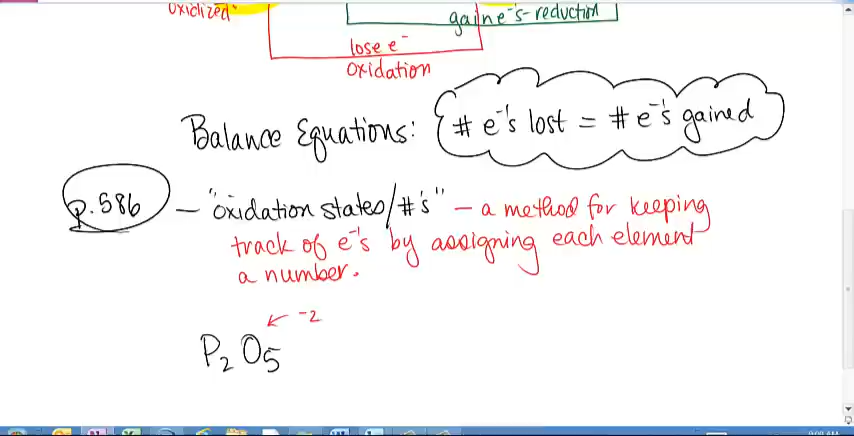 oxidized.
gain e⁻'s - reduction
lose e⁻
oxidation
Balance Equations: # e⁻'s lost = # e⁻'s gained
p.586 — "oxidation states/#'s" — a method for keeping
track of e⁻'s by assigning each element
a number.
← -2
P₂O₅